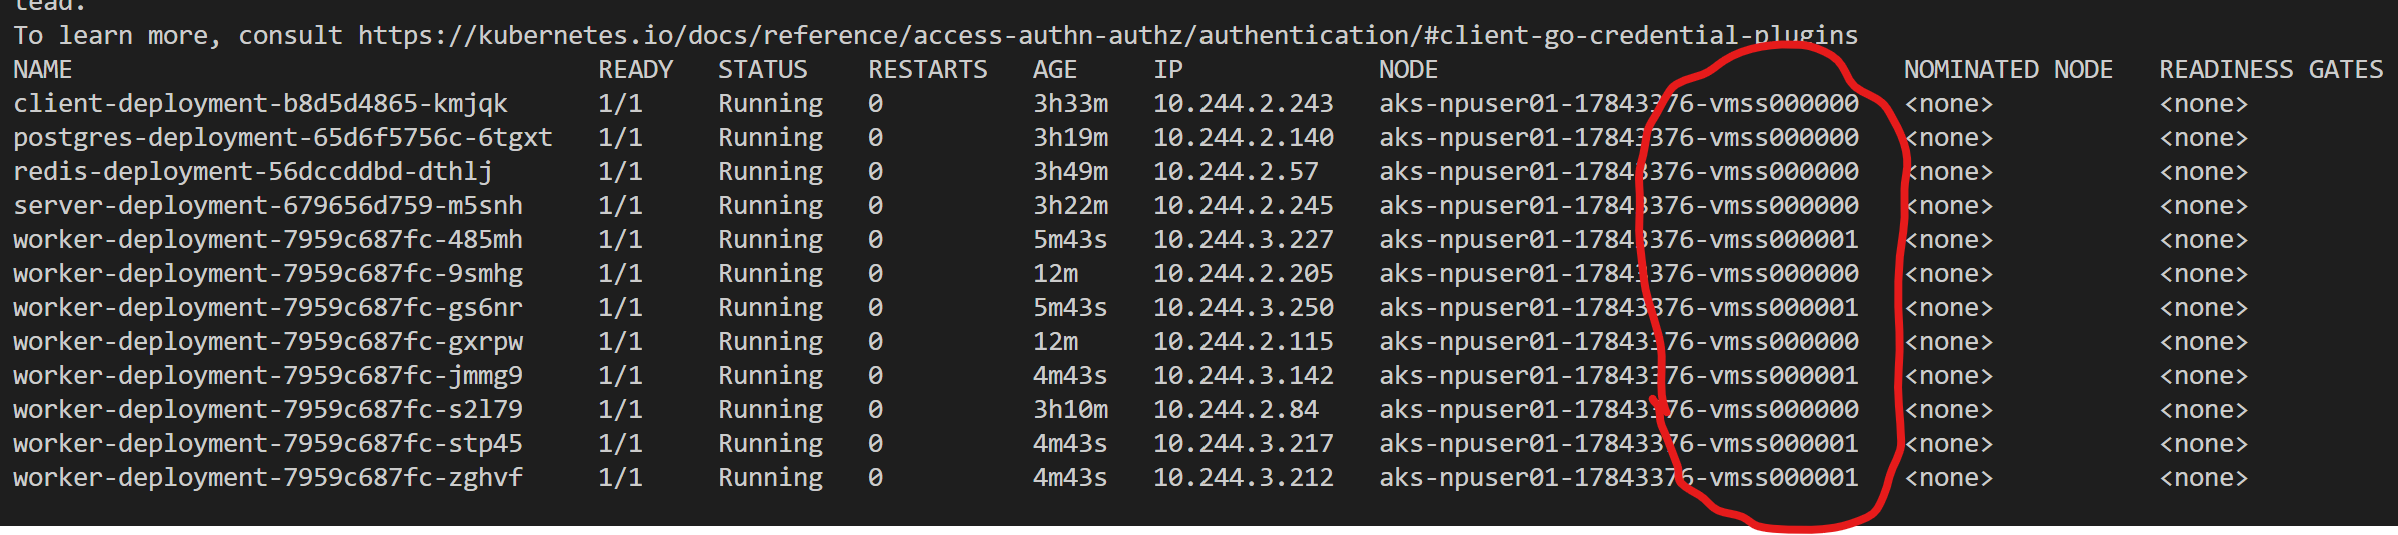 To learn more, consult https://kubernetes.io/docs/reference/access-authn-authz/authentication/#client-go-credential-plugins
NAME READY STATUS RESTARTS AGE IP NODE NOMINATED NODE READINESS GATES
client-deployment-b8d5d4865-kmjqk 1/1 Running 0 3h33m 10.244.2.243 aks-npuser01-17843376-vmss000000 <none> <none>
postgres-deployment-65d6f5756c-6tgxt 1/1 Running 0 3h19m 10.244.2.140 aks-npuser01-17843376-vmss000000 <none> <none>
redis-deployment-56dccddbd-dthlj 1/1 Running 0 3h49m 10.244.2.57 aks-npuser01-17843376-vmss000000 <none> <none>
server-deployment-679656d759-m5snh 1/1 Running 0 3h22m 10.244.2.245 aks-npuser01-17843376-vmss000000 <none> <none>
worker-deployment-7959c687fc-485mh 1/1 Running 0 5m43s 10.244.3.227 aks-npuser01-17843376-vmss000001 <none> <none>
worker-deployment-7959c687fc-9smhg 1/1 Running 0 12m 10.244.2.205 aks-npuser01-17843376-vmss000000 <none> <none>
worker-deployment-7959c687fc-gs6nr 1/1 Running 0 5m43s 10.244.3.250 aks-npuser01-17843376-vmss000001 <none> <none>
worker-deployment-7959c687fc-gxrpw 1/1 Running 0 12m 10.244.2.115 aks-npuser01-17843376-vmss000000 <none> <none>
worker-deployment-7959c687fc-jmmg9 1/1 Running 0 4m43s 10.244.3.142 aks-npuser01-17843376-vmss000001 <none> <none>
worker-deployment-7959c687fc-s2l79 1/1 Running 0 3h10m 10.244.2.84 aks-npuser01-17843376-vmss000000 <none> <none>
worker-deployment-7959c687fc-stp45 1/1 Running 0 4m43s 10.244.3.217 aks-npuser01-17843376-vmss000001 <none> <none>
worker-deployment-7959c687fc-zghvf 1/1 Running 0 4m43s 10.244.3.212 aks-npuser01-17843376-vmss000001 <none> <none>